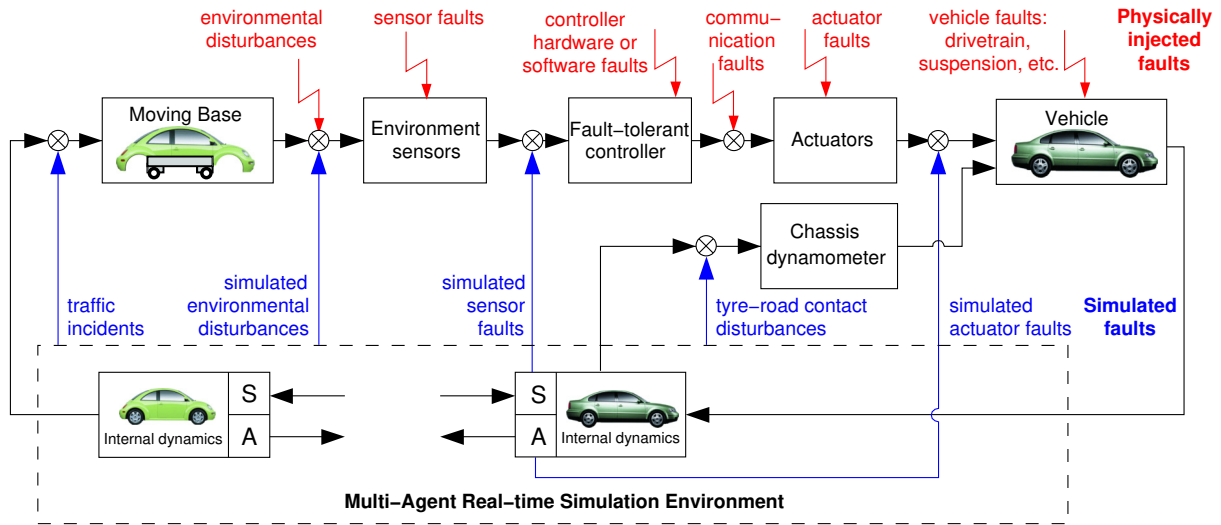 environmental
disturbances
sensor faults
controller
hardware or
software faults
commu−
nication
faults
actuator
faults
vehicle faults:
drivetrain,
suspension, etc.
Physically
injected
faults
Moving Base
Environment
sensors
Fault−tolerant
controller
Actuators
Vehicle
Chassis
dynamometer
traffic
incidents
simulated
environmental
disturbances
simulated
sensor
faults
tyre−road contact
disturbances
simulated
actuator faults
Simulated
faults
Internal dynamics
S
A
S
A
Internal dynamics
Multi−Agent Real−time Simulation Environment